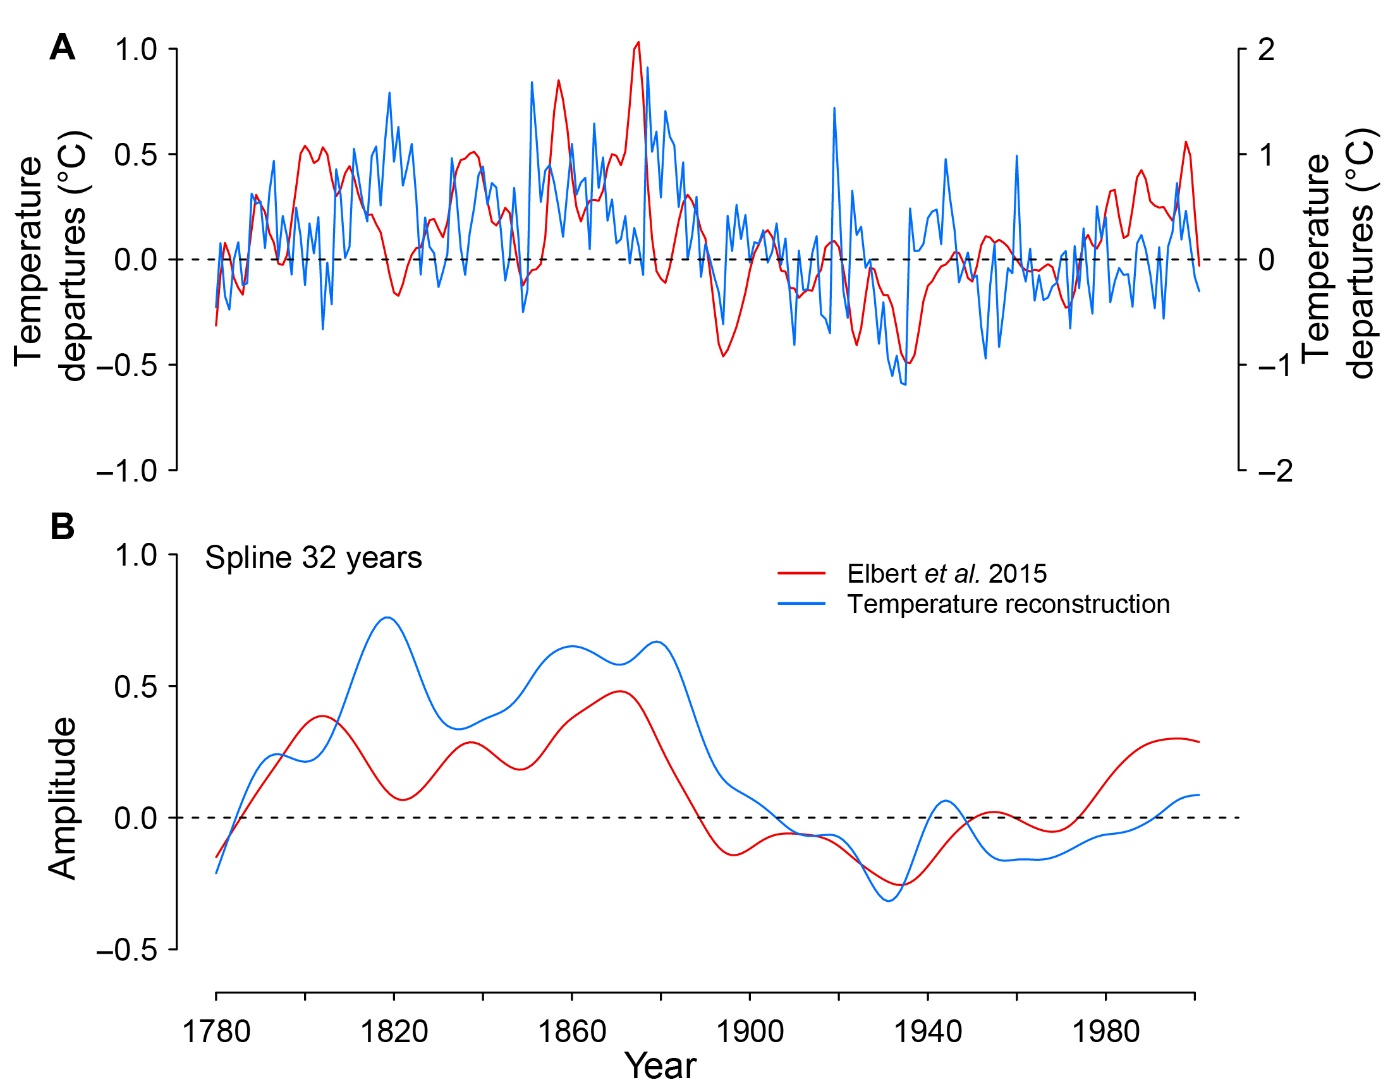 A
1.0
0.5
0.0
−0.5
−1.0
Temperature
departures (°C)
2
1
0
−1
−2
Temperature
departures (°C)
B
Spline 32 years
Elbert et al. 2015
Temperature reconstruction
1.0
0.5
0.0
−0.5
Amplitude
1780 1820 1860 1900 1940 1980
Year